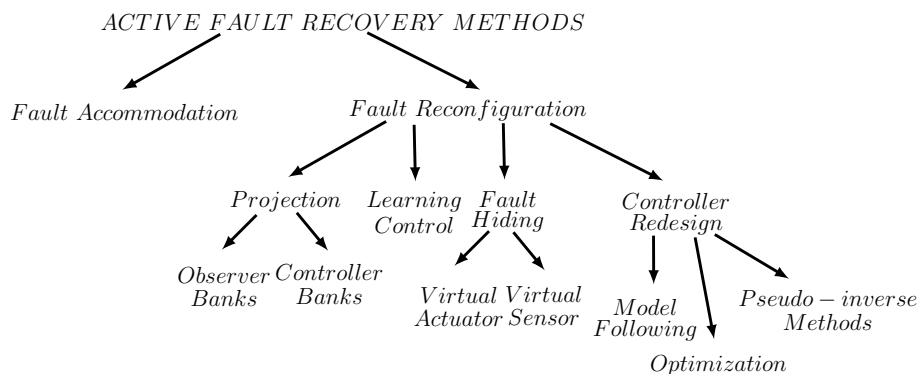 ACTIVE FAULT RECOVERY METHODS
Fault Accommodation
Fault Reconfiguration
Projection
Learning
Control
Fault
Hiding
Controller
Redesign
Observer
Banks
Controller
Banks
Virtual
Actuator
Virtual
Sensor
Model
Following
Pseudo-inverse
Methods
Optimization